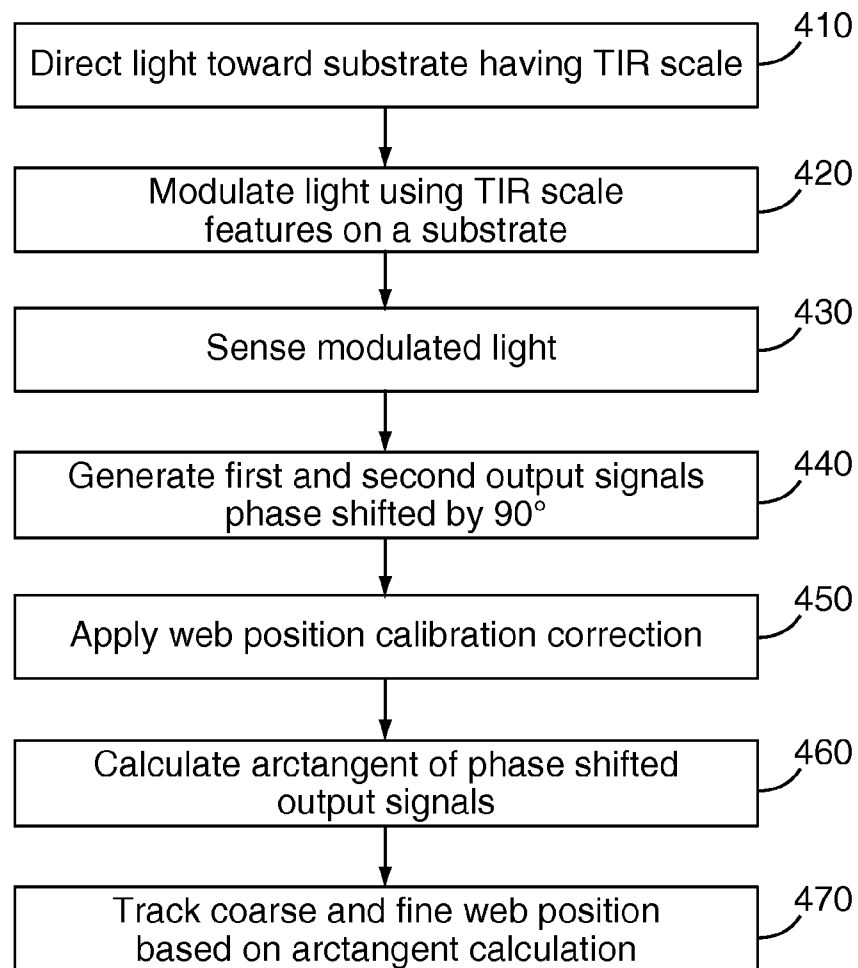 410
Direct light toward substrate having TIR scale
420
Modulate light using TIR scale
features on a substrate
430
Sense modulated light
440
Generate first and second output signals
phase shifted by 90°
450
Apply web position calibration correction
460
Calculate arctangent of phase shifted
output signals
470
Track coarse and fine web position
based on arctangent calculation